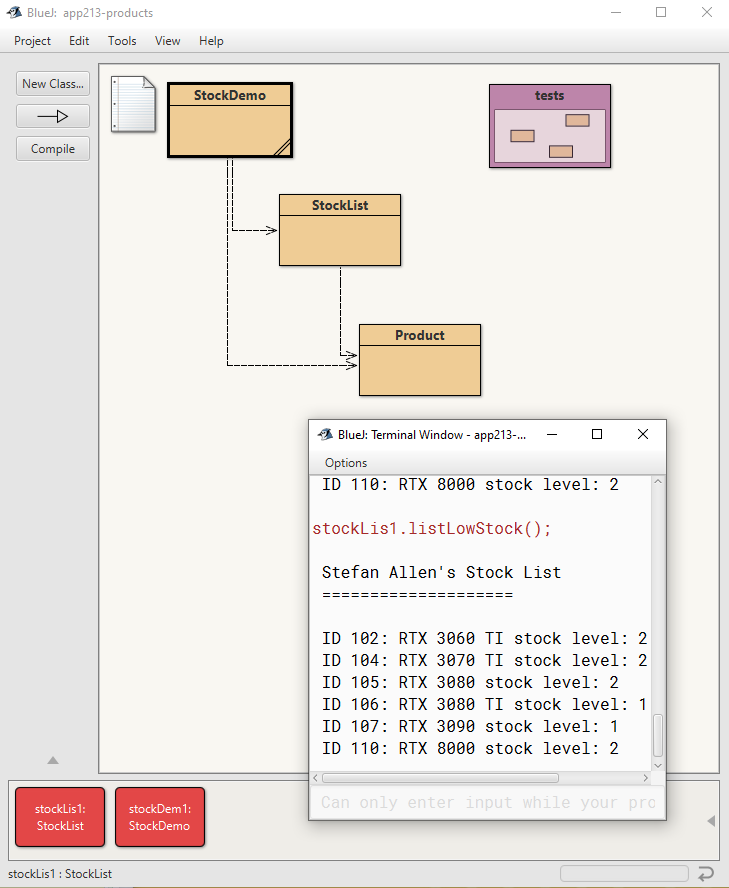 BlueJ: app213-products
Project Edit Tools View Help
New Class...
Compile
StockDemo
tests
StockList
Product
BlueJ: Terminal Window - app213-...
Options
ID 110: RTX 8000 stock level: 2
stockLis1.listLowStock();
Stefan Allen's Stock List
====================
ID 102: RTX 3060 TI stock level: 2
ID 104: RTX 3070 TI stock level: 2
ID 105: RTX 3080 stock level: 2
ID 106: RTX 3080 TI stock level: 1
ID 107: RTX 3090 stock level: 1
ID 110: RTX 8000 stock level: 2
Can only enter input while your pro
stockLis1:
StockList
stockDem1:
StockDemo
stockLis1 : StockList